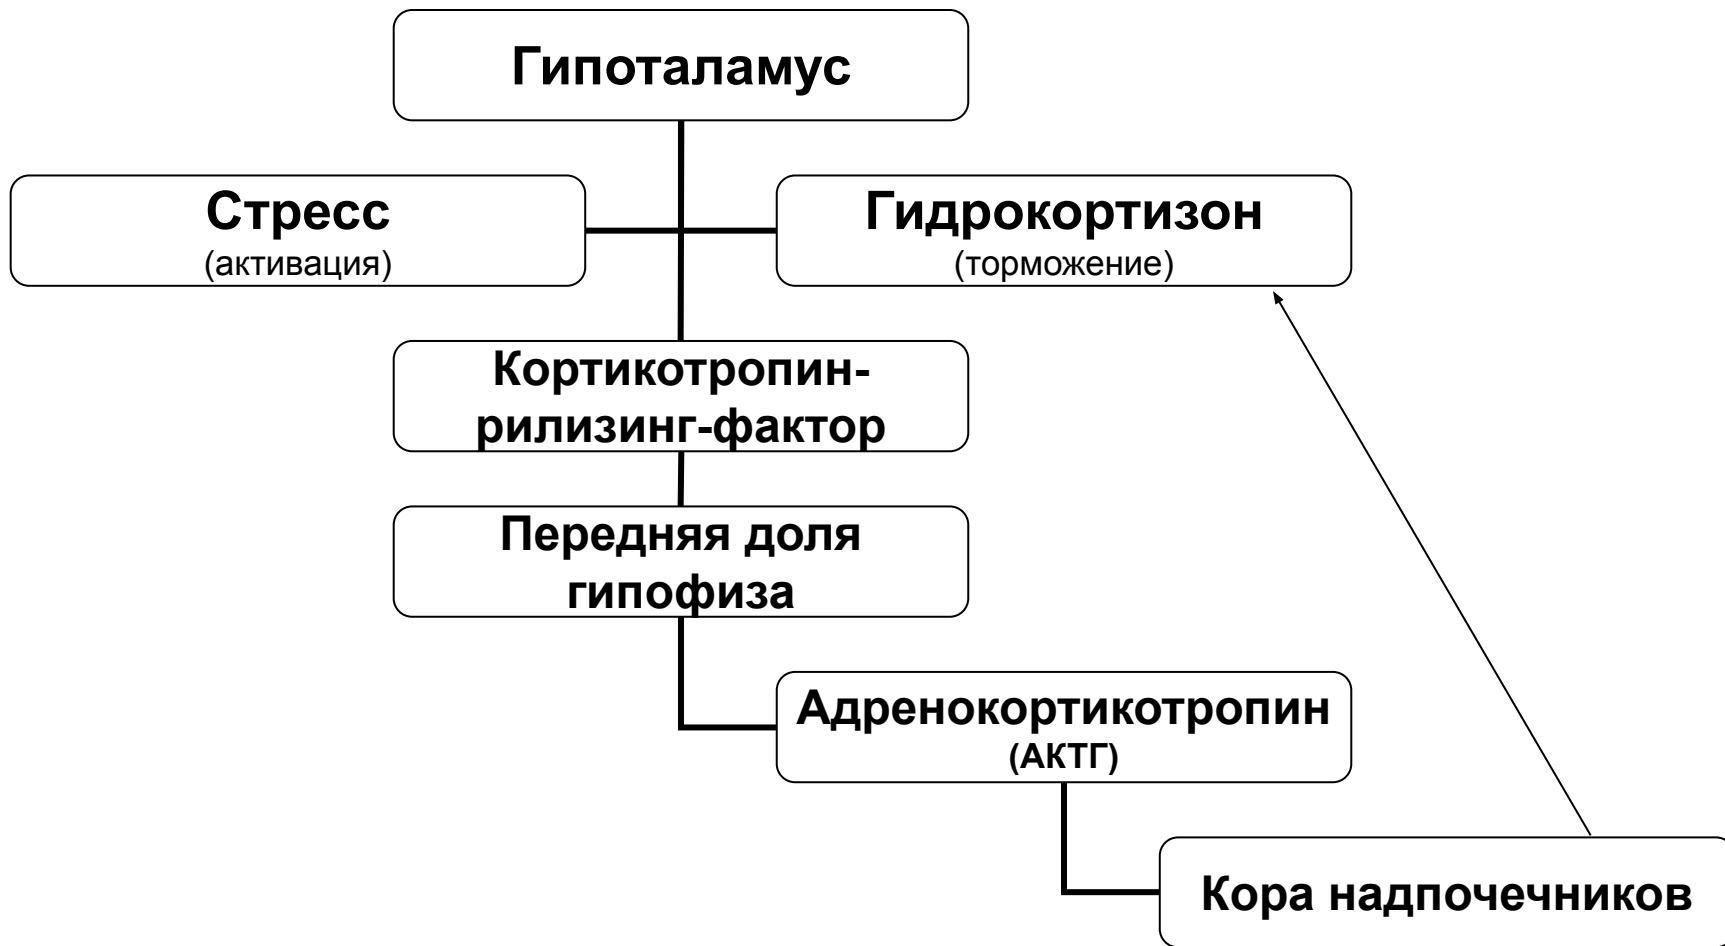 Гипоталамус
Стресс
(активация)
Гидрокортизон
(торможение)
Кортикотропин-
рилизинг-фактор
Передняя доля
гипофиза
Адренокортикотропин
(АКТГ)
Кора надпочечников